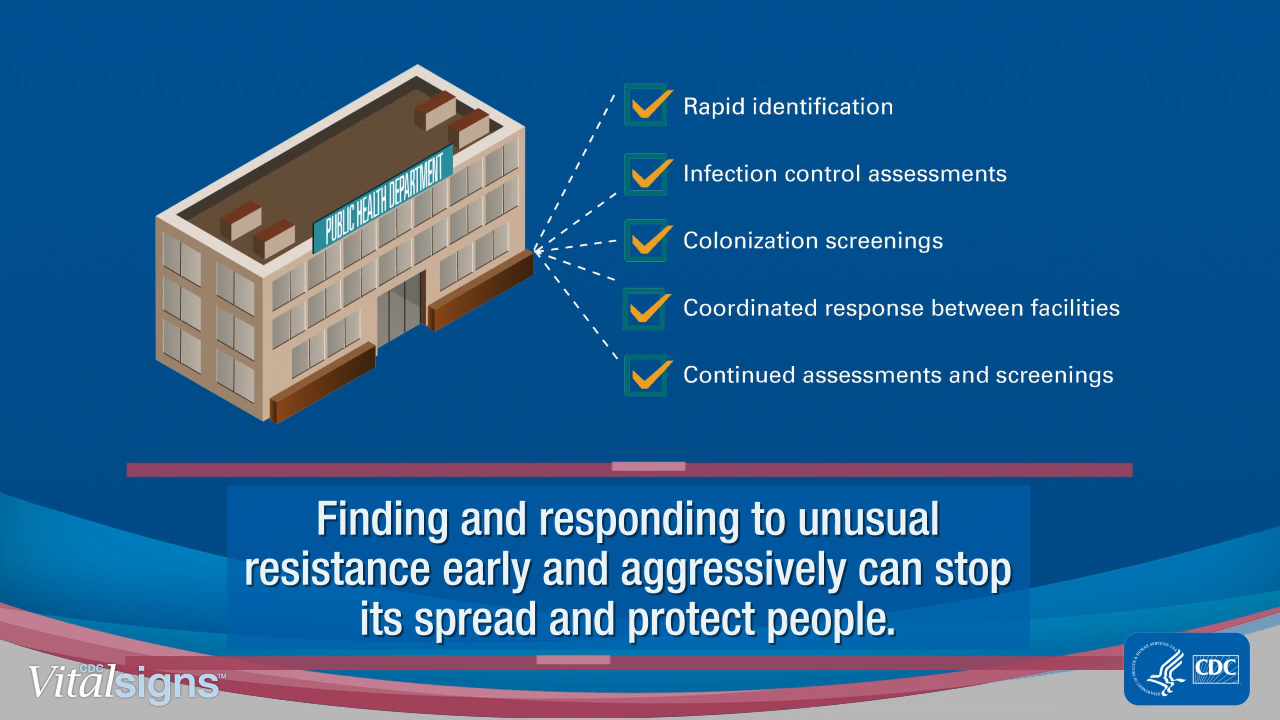 PUBLIC HEALTH DEPARTMENT
Rapid identification
Infection control assessments
Colonization screenings
Coordinated response between facilities
Continued assessments and screenings
Finding and responding to unusual
resistance early and aggressively can stop
its spread and protect people.
CDC
Vitalsigns™
CDC